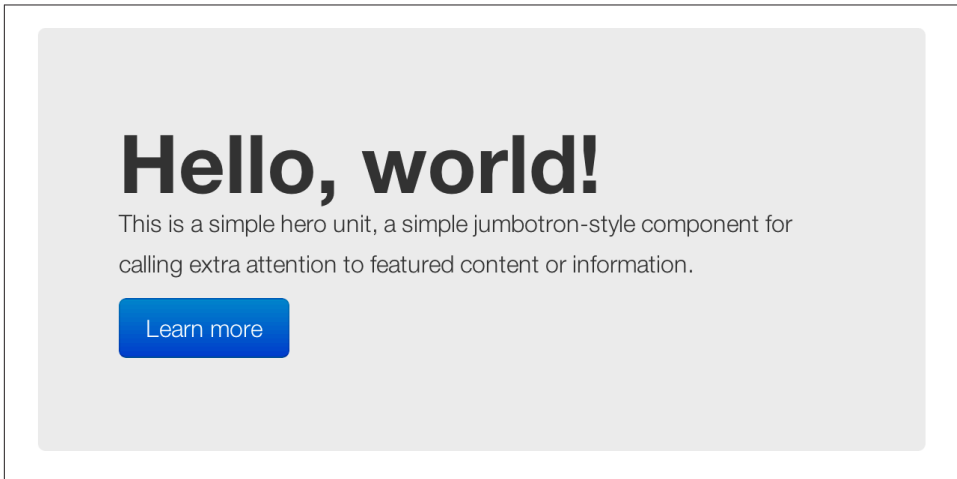 Hello, world!
This is a simple hero unit, a simple jumbotron-style component for
calling extra attention to featured content or information.
Learn more